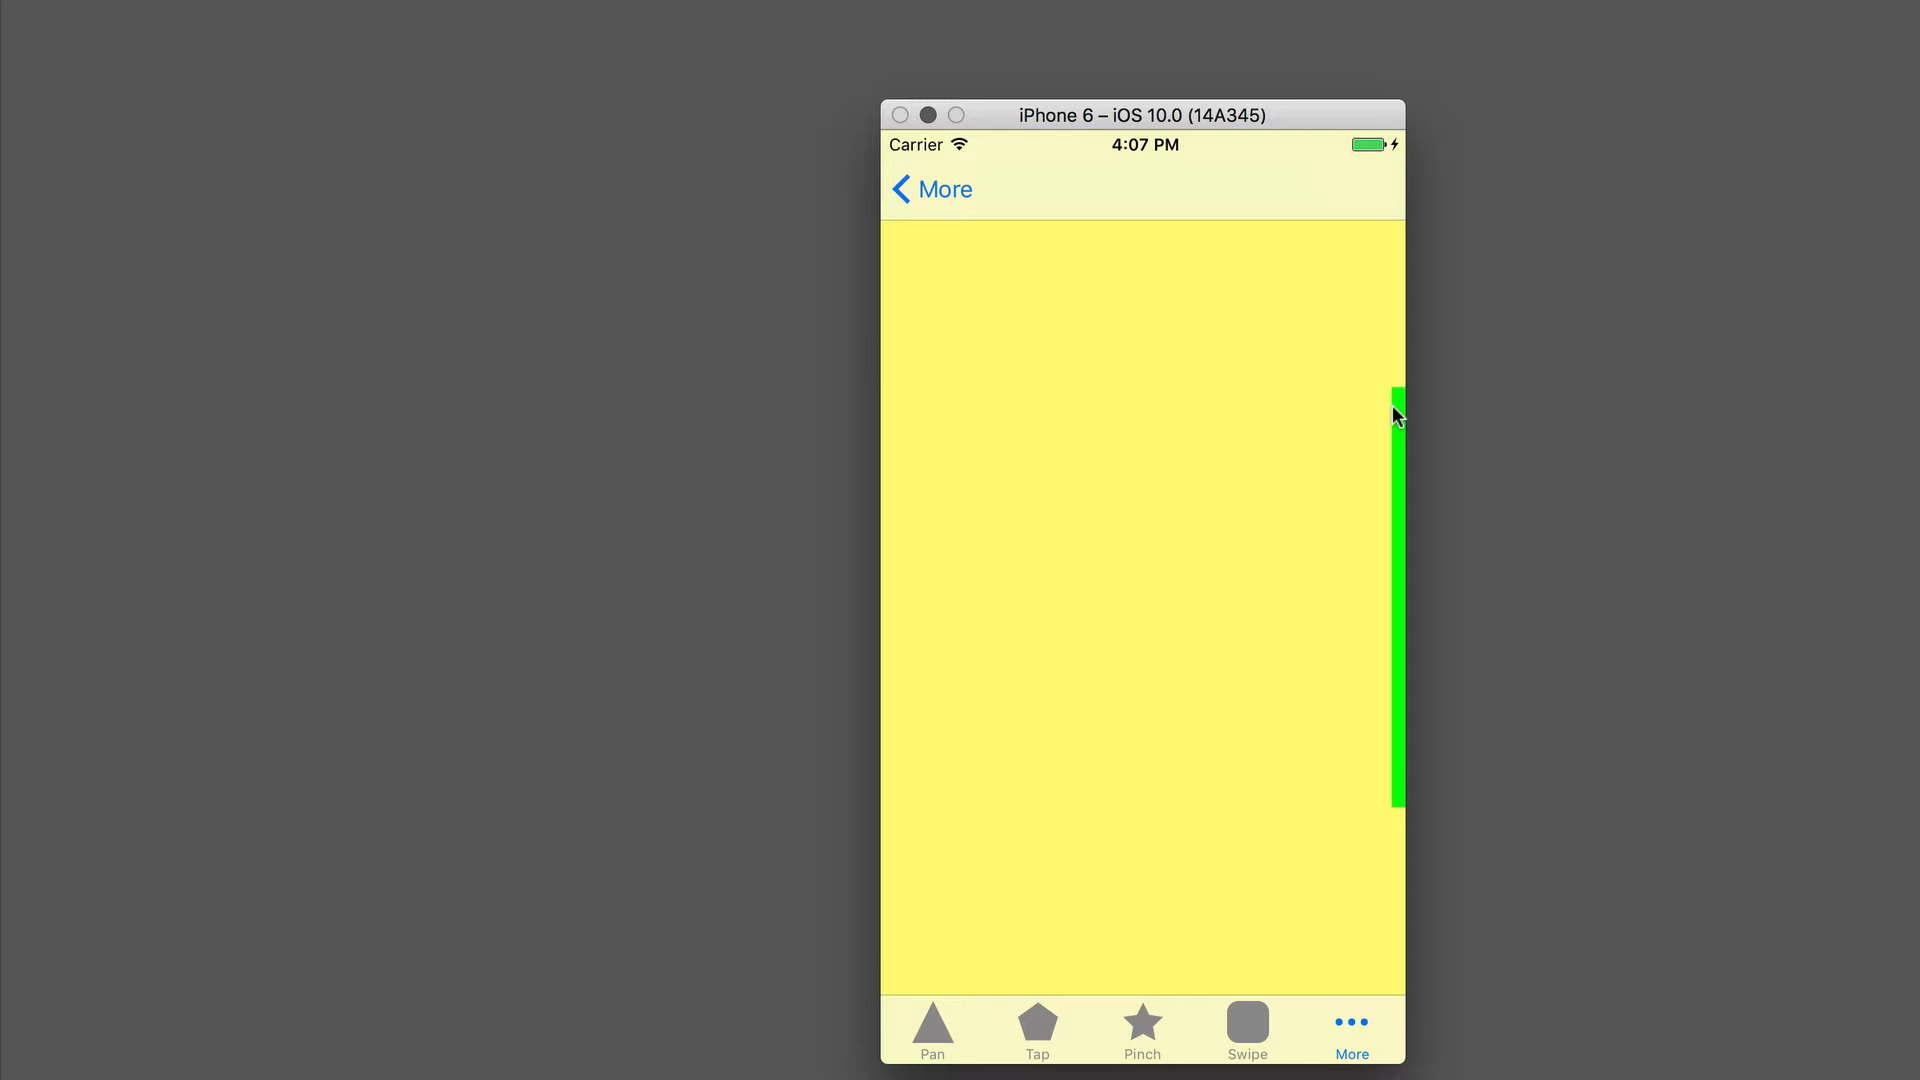 iPhone 6 – iOS 10.0 (14A345)
Carrier 4:07 PM
More
Pan Tap Pinch Swipe More